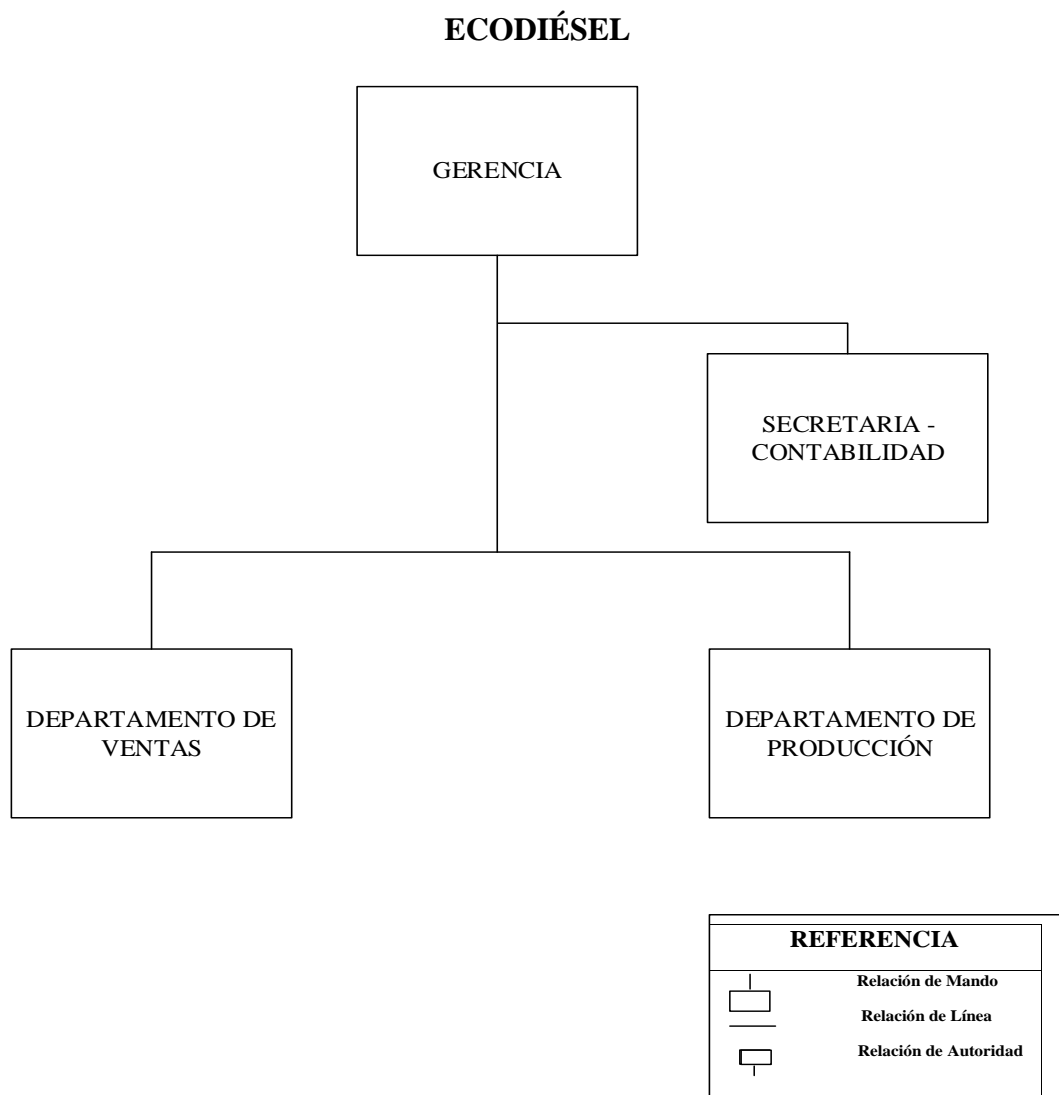 ECODIÉSEL
GERENCIA
SECRETARIA -
CONTABILIDAD
DEPARTAMENTO DE
VENTAS
DEPARTAMENTO DE
PRODUCCIÓN
REFERENCIA
Relación de Mando
Relación de Línea
Relación de Autoridad